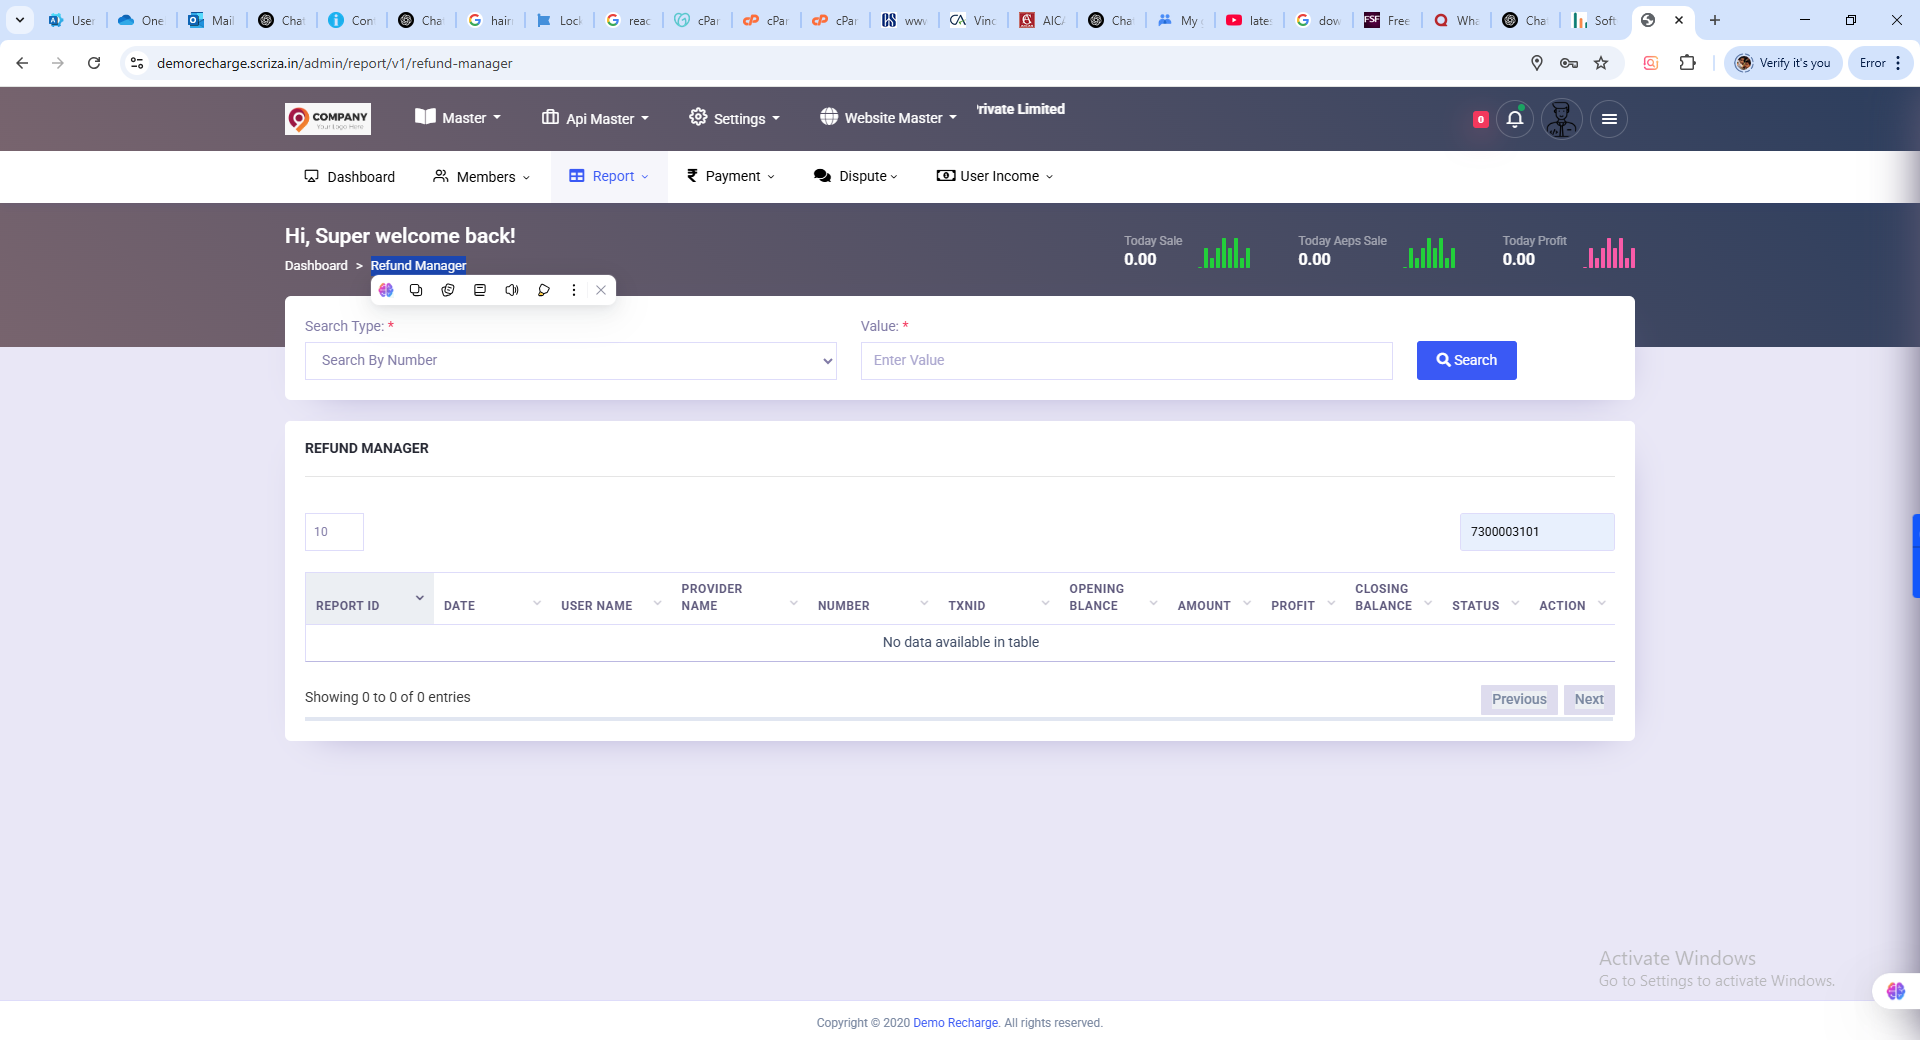 User
One
Mail
Chat
Con
Chat
hair
Lock
reac
cPar
cPar
cPar
www
Vinc
AICA
Chat
My
late
dow
Free
Wha
Chat
Soft
demorecharge.scriza.in/admin/report/v1/refund-manager
Verify it's you
Error
COMPANY
Your Logo Here
Master
Api Master
Settings
Website Master
Private Limited
0
Dashboard
Members
Report
Payment
Dispute
User Income
Hi, Super welcome back!
Dashboard > Refund Manager
Today Sale
0.00
Today Aeps Sale
0.00
Today Profit
0.00
Search Type: *
Search By Number
Value: *
Enter Value
Search
REFUND MANAGER
10
7300003101
REPORT ID
DATE
USER NAME
PROVIDER
NAME
NUMBER
TXNID
OPENING
BLANCE
AMOUNT
PROFIT
CLOSING
BALANCE
STATUS
ACTION
No data available in table
Showing 0 to 0 of 0 entries
Previous
Next
Activate Windows
Go to Settings to activate Windows.
Copyright © 2020 Demo Recharge. All rights reserved.